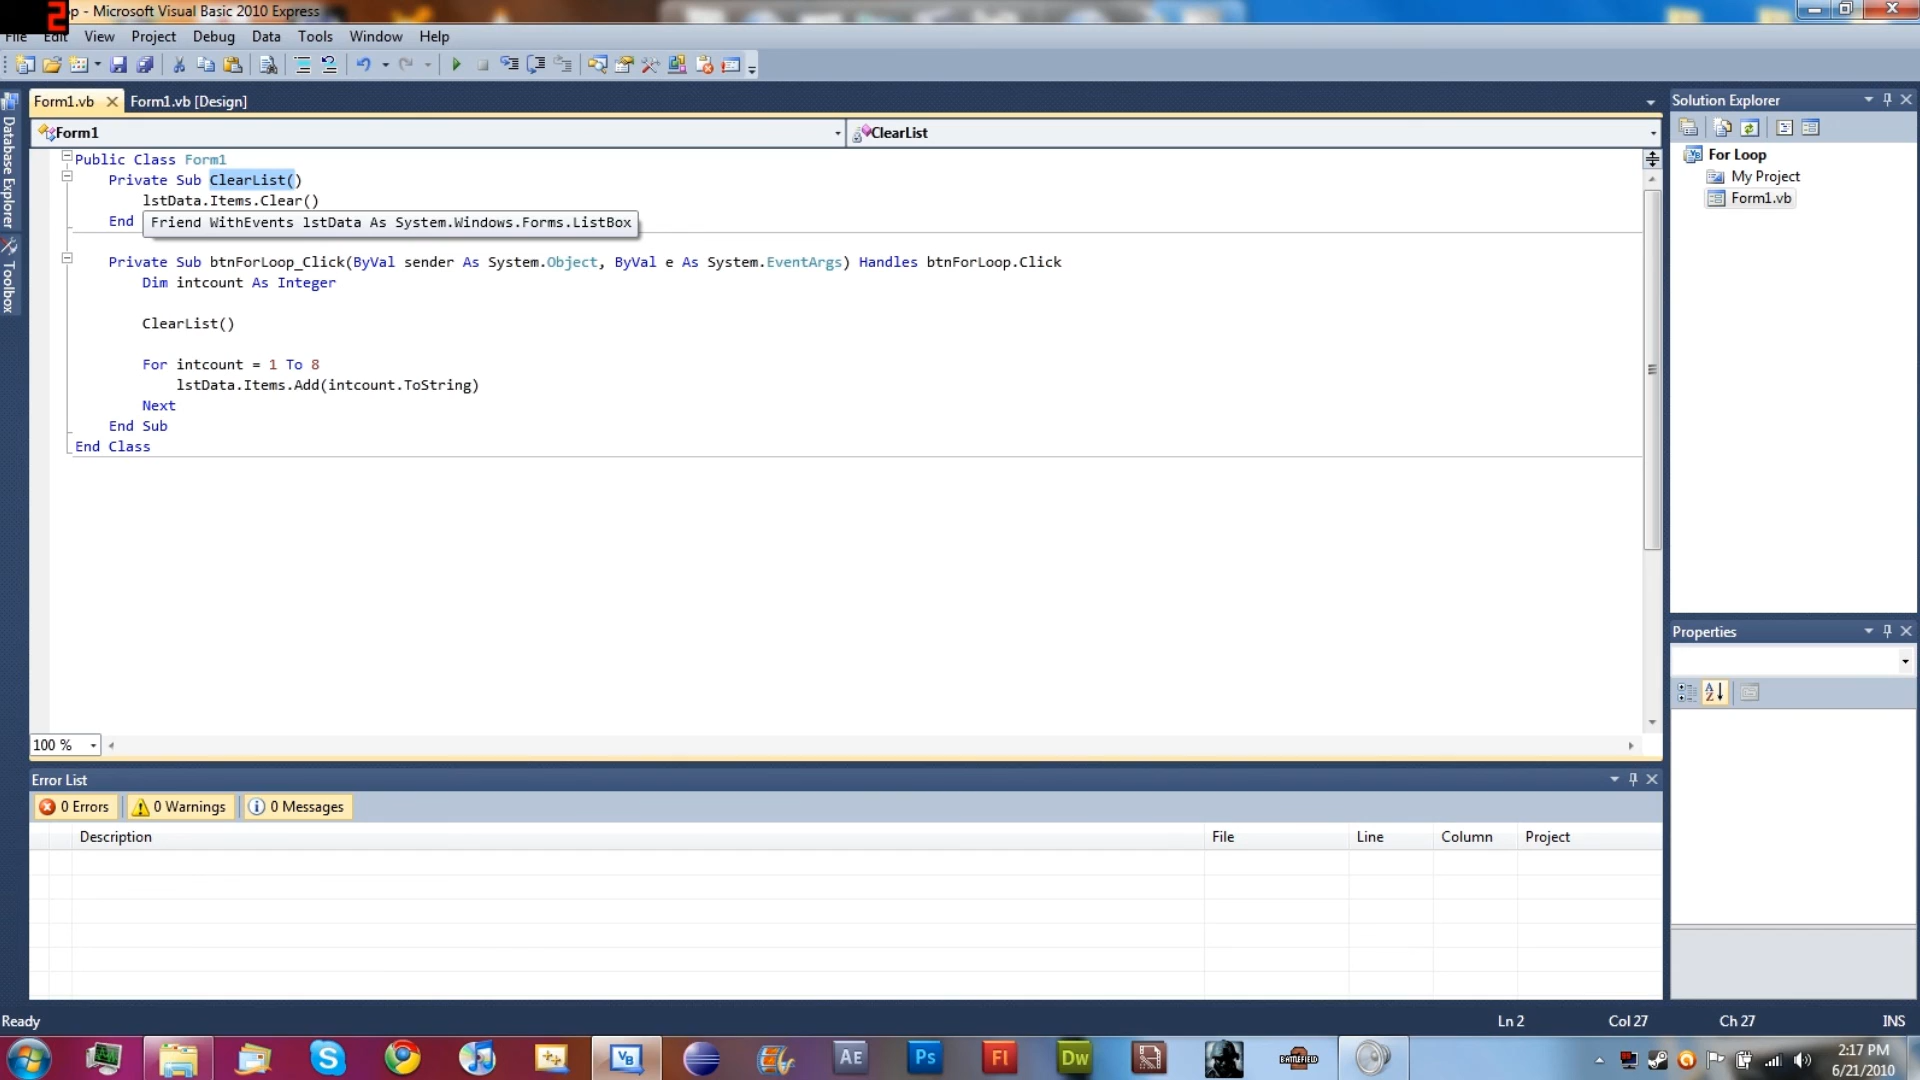 2
op - Microsoft Visual Basic 2010 Express
File Edit View Project Debug Data Tools Window Help
Form1.vb Form1.vb [Design]
Form1 ClearList
Public Class Form1
Private Sub ClearList()
lstData.Items.Clear()
End
Friend WithEvents lstData As System.Windows.Forms.ListBox
Private Sub btnForLoop_Click(ByVal sender As System.Object, ByVal e As System.EventArgs) Handles btnForLoop.Click
Dim intcount As Integer
ClearList()
For intcount = 1 To 8
lstData.Items.Add(intcount.ToString)
Next
End Sub
End Class
100 %
Database Explorer
Toolbox
Solution Explorer
For Loop
My Project
Form1.vb
Properties
Error List
0 Errors 0 Warnings 0 Messages
Description File Line Column Project
Ready Ln 2 Col 27 Ch 27 INS
VB AE Ps Fl Dw BATTLEFIELD
2:17 PM
6/21/2010